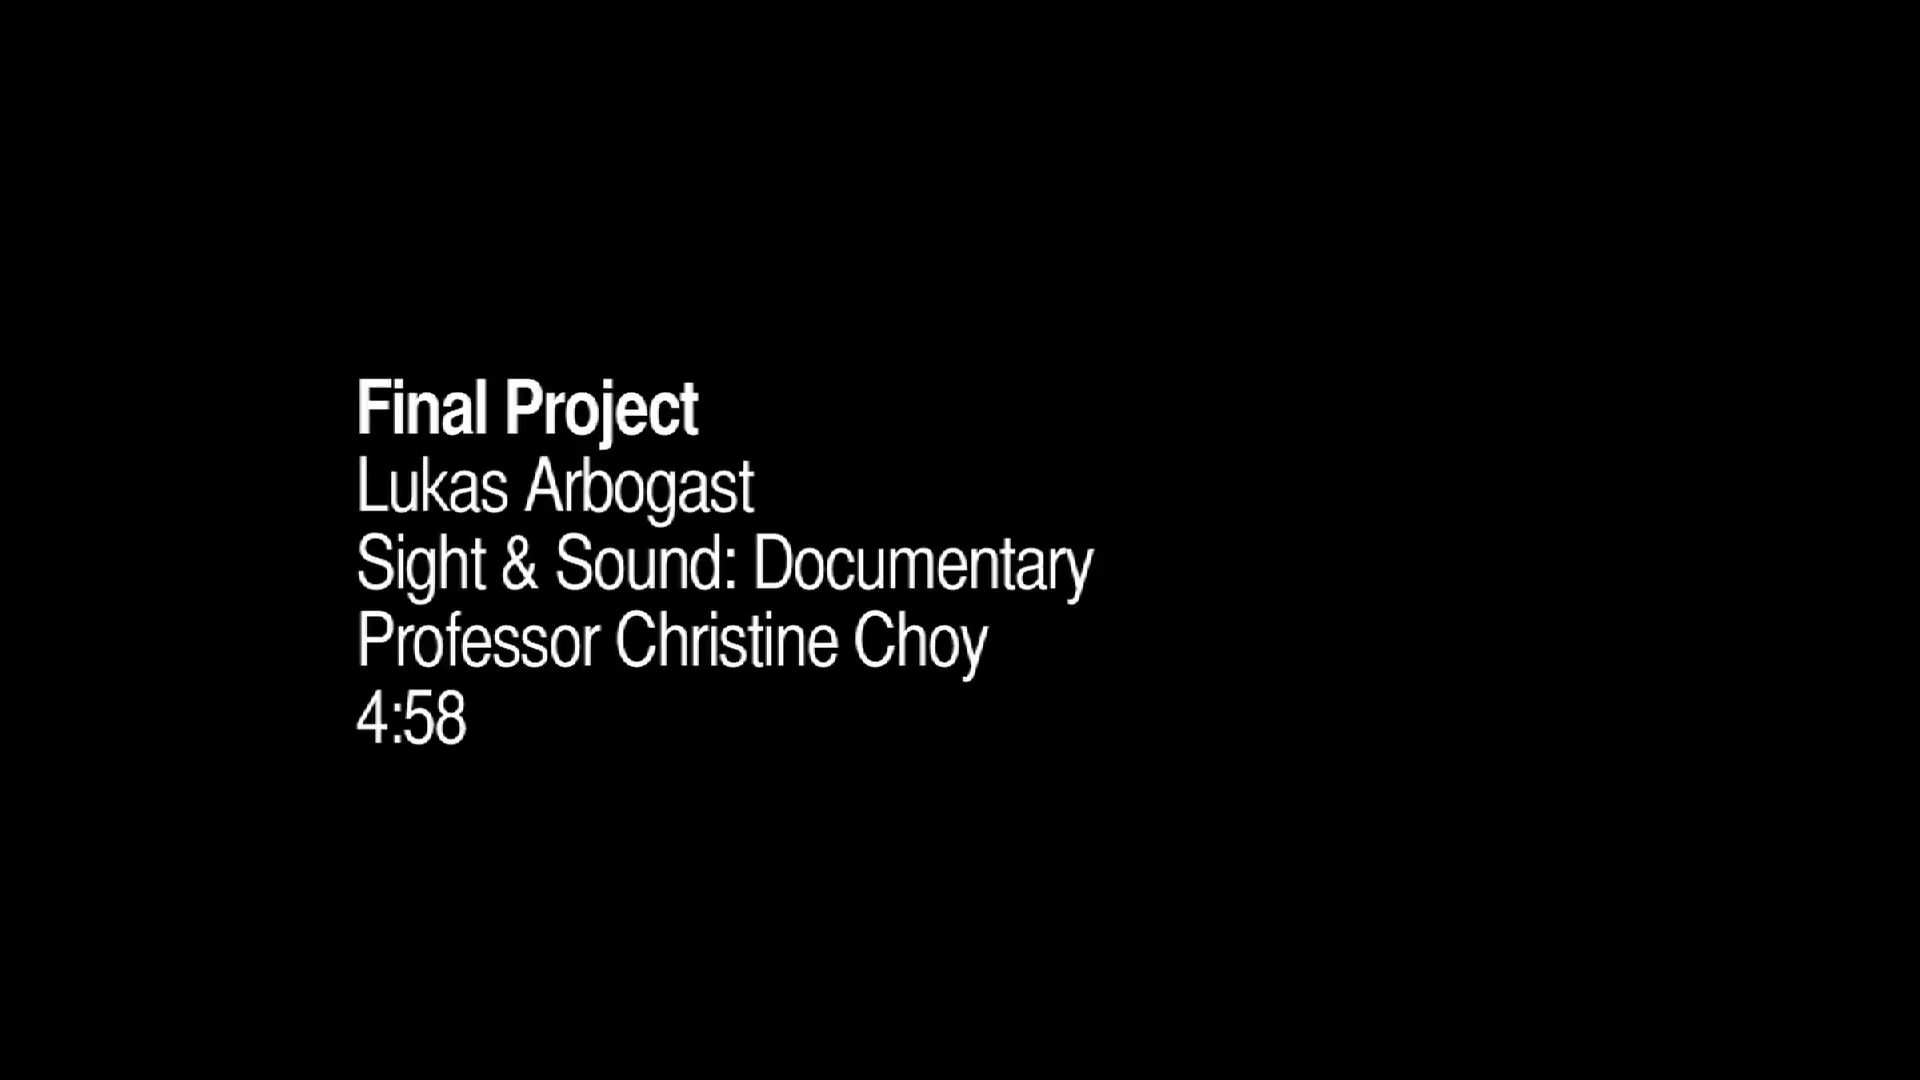 Final Project
Lukas Arbogast
Sight & Sound: Documentary
Professor Christine Choy
4:58